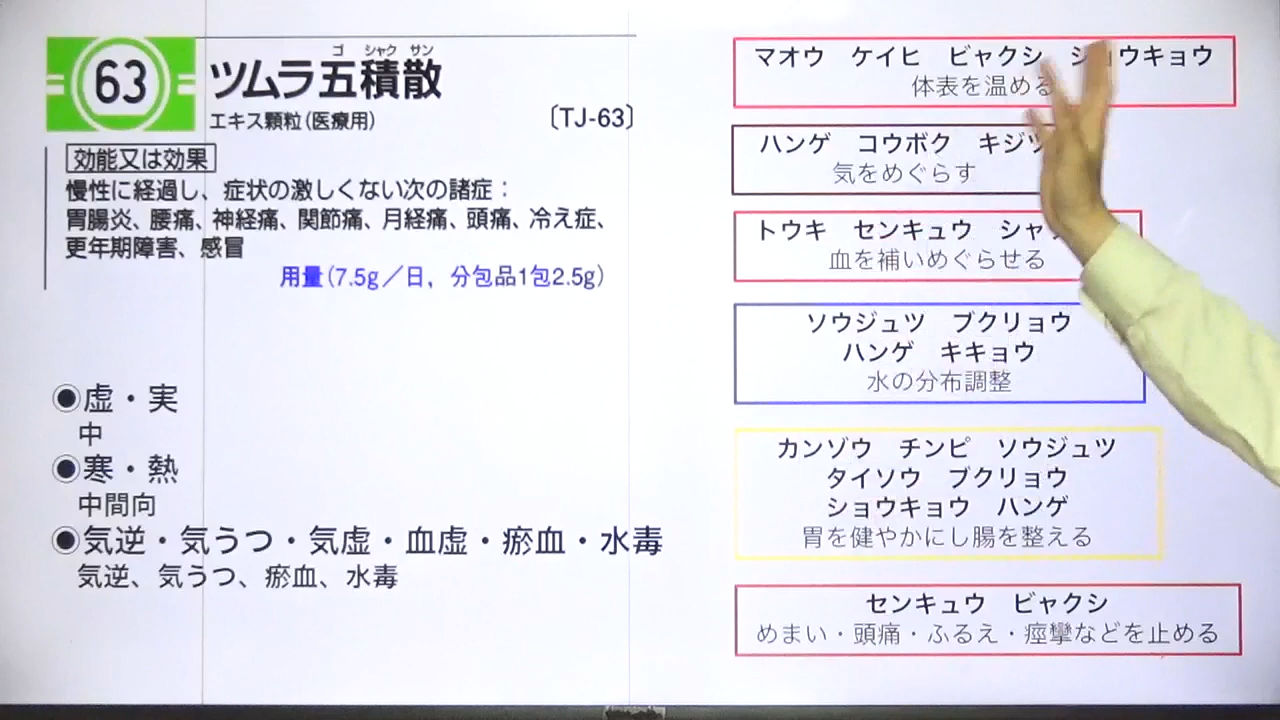 63
ゴ シャク サン
ツムラ五積散
エキス顆粒(医療用)
〔TJ-63〕
効能又は効果
慢性に経過し、症状の激しくない次の諸症：
胃腸炎、腰痛、神経痛、関節痛、月経痛、頭痛、冷え症、
更年期障害、感冒
用量(7.5g／日，分包品1包2.5g)
●虚・実
中
●寒・熱
中間向
●気逆・気うつ・気虚・血虚・瘀血・水毒
気逆、気うつ、瘀血、水毒
マオウ ケイヒ ビャクシ ショウキョウ
体表を温める
ハンゲ コウボク キジツ
気をめぐらす
トウキ センキュウ シャ
血を補いめぐらせる
ソウジュツ ブクリョウ
ハンゲ キキョウ
水の分布調整
カンゾウ チンピ ソウジュツ
タイソウ ブクリョウ
ショウキョウ ハンゲ
胃を健やかにし腸を整える
センキュウ ビャクシ
めまい・頭痛・ふるえ・痙攣などを止める